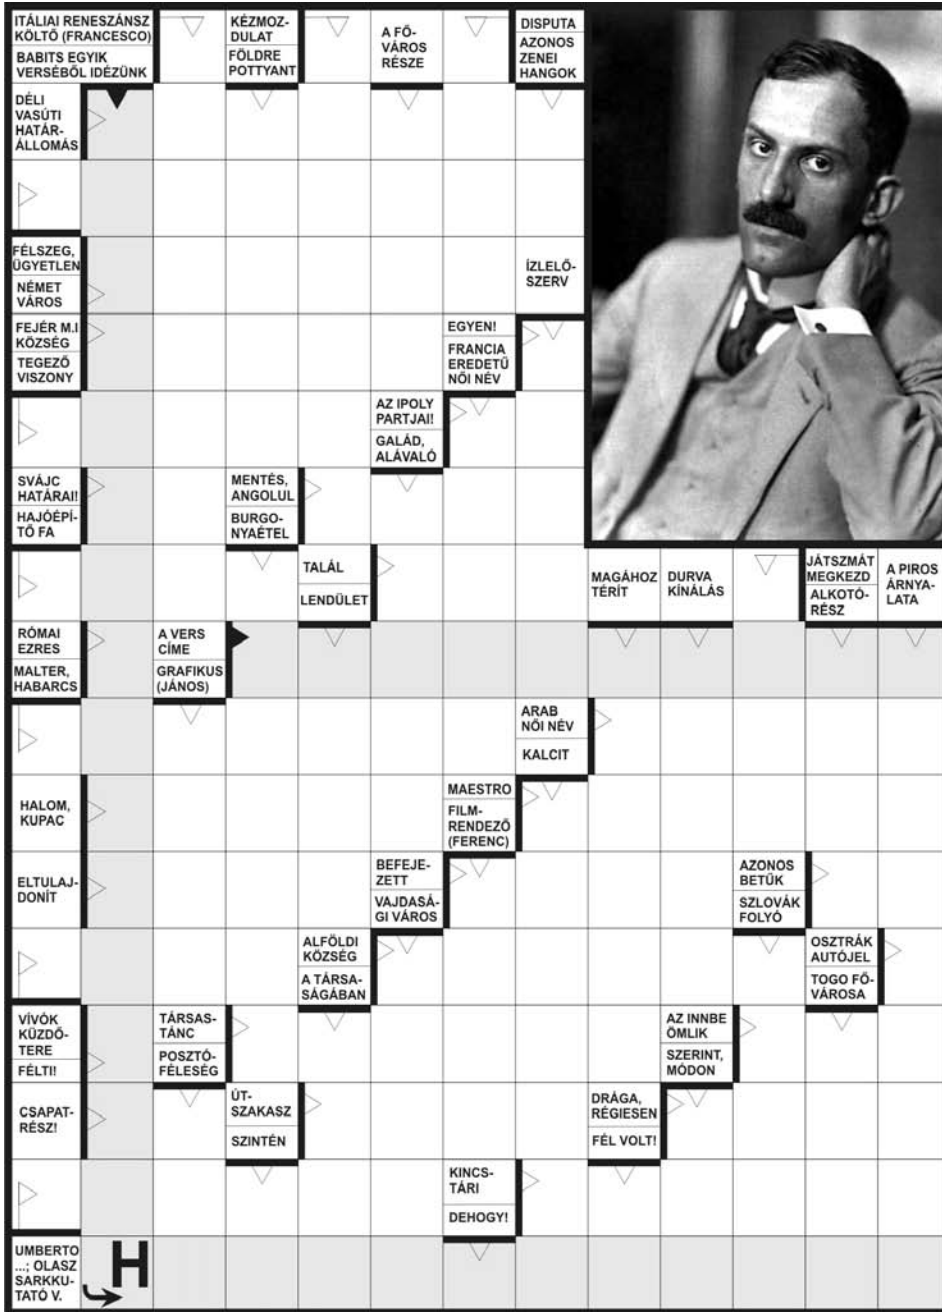 ITÁLIAI RENESZÁNSZ
KÖLTŐ (FRANCESCO)
BABITS EGYIK
VERSÉBŐL IDÉZÜNK
KÉZMOZ-
DULAT
FÖLDRE
POTTYANT
A FŐ-
VÁROS
RÉSZE
DISPUTA
AZONOS
ZENEI
HANGOK
DÉLI
VASÚTI
HATÁR-
ÁLLOMÁS
FÉLSZEG,
ÜGYETLEN
NÉMET
VÁROS
ÍZLELŐ-
SZERV
FEJÉR M.I
KÖZSÉG
TEGEZŐ
VISZONY
EGYEN!
FRANCIA
EREDETŰ
NŐI NÉV
AZ IPOLY
PARTJAI!
GALÁD,
ALÁVALÓ
SVÁJC
HATÁRAI!
HAJÓÉPÍ-
TŐ FA
MENTÉS,
ANGOLUL
BURGO-
NYAÉTEL
TALÁL
LENDÜLET
MAGÁHOZ
TÉRÍT
DURVA
KÍNÁLÁS
JÁTSZMÁT
MEGKEZD
ALKOTÓ-
RÉSZ
A PIROS
ÁRNYA-
LATA
RÓMAI
EZRES
MALTER,
HABARCS
A VERS
CÍME
GRAFIKUS
(JÁNOS)
ARAB
NŐI NÉV
KALCIT
HALOM,
KUPAC
MAESTRO
FILM-
RENDEZŐ
(FERENC)
ELTULAJ-
DONÍT
BEFEJE-
ZETT
VAJDASÁ-
GI VÁROS
AZONOS
BETŰK
SZLOVÁK
FOLYÓ
ALFÖLDI
KÖZSÉG
A TÁRSA-
SÁGÁBAN
OSZTRÁK
AUTÓJEL
TOGO FŐ-
VÁROSA
VÍVÓK
KÜZDŐ-
TERE
FÉLTI!
TÁRSAS-
TÁNC
POSZTÓ-
FÉLESÉG
AZ INNBE
ÖMLIK
SZERINT,
MÓDON
CSAPAT-
RÉSZ!
ÚT-
SZAKASZ
SZINTÉN
DRÁGA,
RÉGIESEN
FÉL VOLT!
KINCS-
TÁRI
DEHOGY!
UMBERTO
...; OLASZ
SARKKU-
TATÓ V.
H